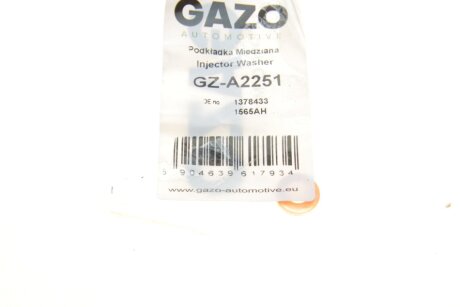 GAZO
AUTOMOTIVE
Podkładka Miedziana
Injector Washer
GZ-A2251
OE no 1378433
1565AH
5 904639 617934
www.gazo-automotive.eu